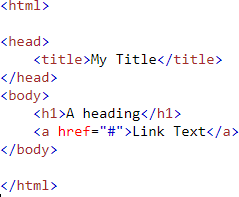 <html>
<head>
<title>My Title</title>
</head>
<body>
<h1>A heading</h1>
<a href="#">Link Text</a>
</body>
</html>